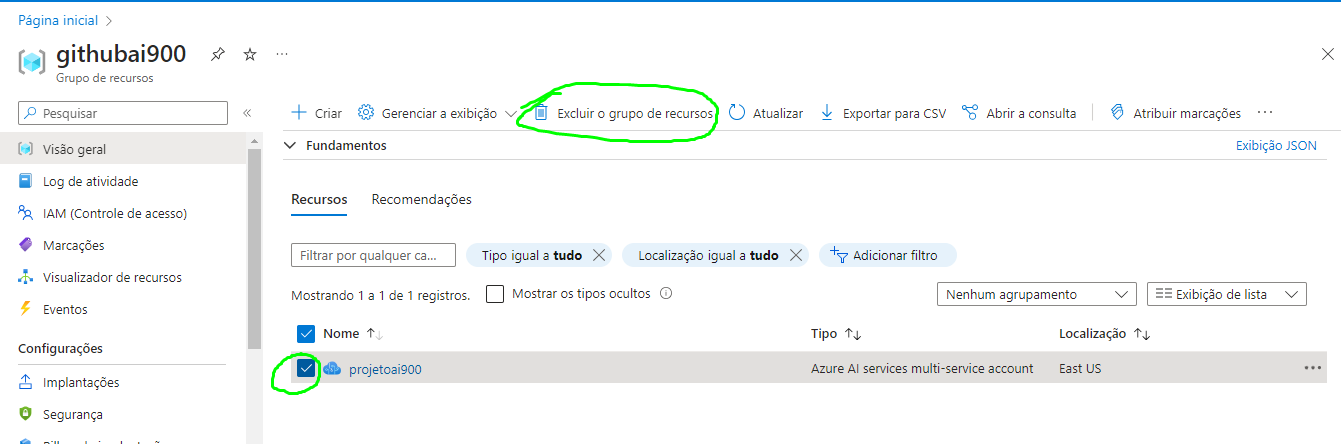 Página inicial
githubai900
Grupo de recursos
Pesquisar
Criar Gerenciar a exibição Excluir o grupo de recursos Atualizar Exportar para CSV Abrir a consulta Atribuir marcações
Fundamentos Exibição JSON
Visão geral
Log de atividade
IAM (Controle de acesso)
Marcações
Visualizador de recursos
Eventos
Configurações
Implantações
Segurança
Recursos Recomendações
Filtrar por qualquer ca... Tipo igual a tudo Localização igual a tudo Adicionar filtro
Mostrando 1 a 1 de 1 registros. Mostrar os tipos ocultos Nenhum agrupamento Exibição de lista
Nome Tipo Localização
projetoai900 Azure AI services multi-service account East US